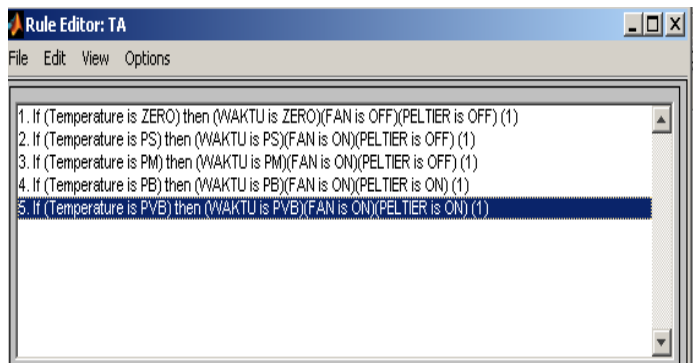 Rule Editor: TA
File Edit View Options
1. If (Temperature is ZERO) then (WAKTU is ZERO)(FAN is OFF)(PELTIER is OFF) (1)
2. If (Temperature is PS) then (WAKTU is PS)(FAN is ON)(PELTIER is OFF) (1)
3. If (Temperature is PM) then (WAKTU is PM)(FAN is ON)(PELTIER is OFF) (1)
4. If (Temperature is PB) then (WAKTU is PB)(FAN is ON)(PELTIER is ON) (1)
5. If (Temperature is PVB) then (WAKTU is PVB)(FAN is ON)(PELTIER is ON) (1)